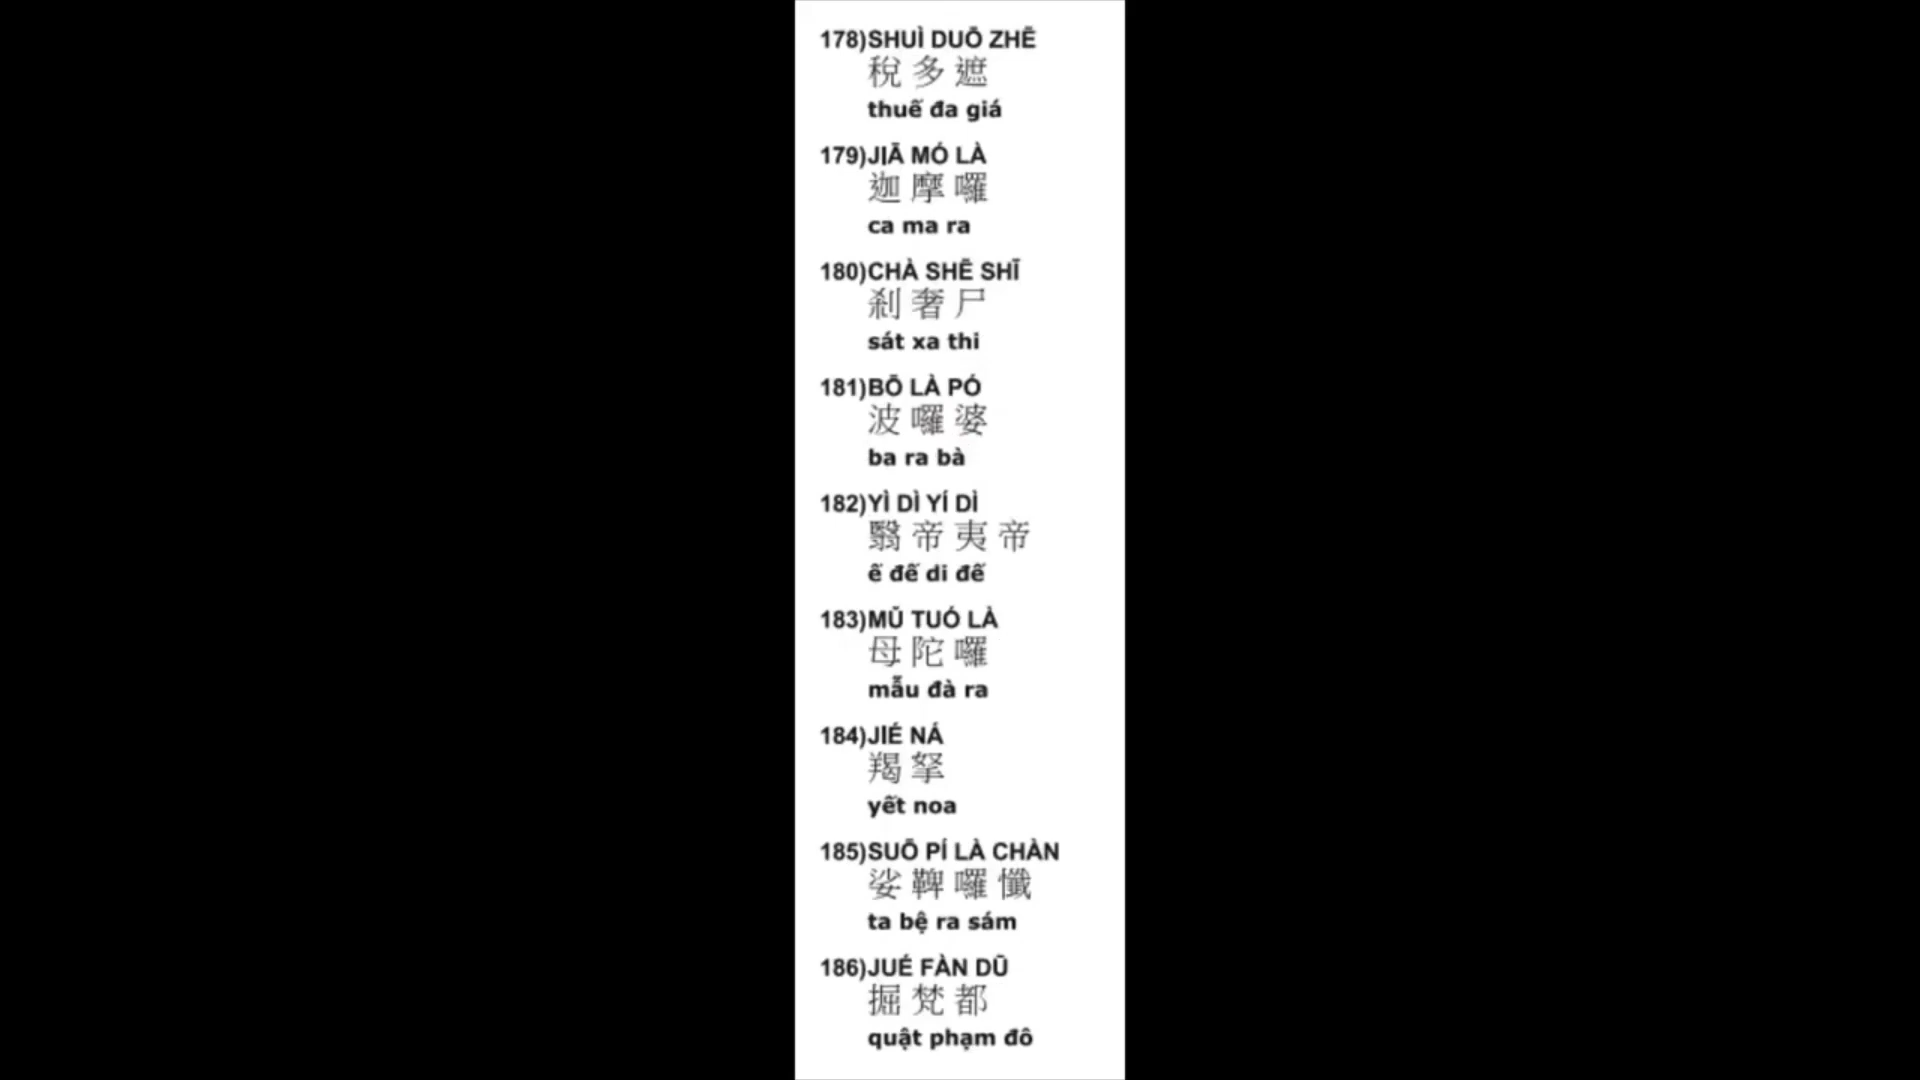 178)SHUÌ DUŌ ZHĒ
稅 多 遮
thuế đa giá
179)JIĀ MÓ LÀ
迦 摩 囉
ca ma ra
180)CHÀ SHĒ SHĪ
剎 奢 尸
sát xa thi
181)BŌ LÀ PÓ
波 囉 婆
ba ra bà
182)YÌ DÌ YÍ DÌ
翳 帝 夷 帝
ế đế di đế
183)MŬ TUÓ LÀ
母 陀 囉
mẫu đà ra
184)JIÉ NÁ
羯 拏
yết noa
185)SUŌ PÍ LÀ CHÀN
娑 鞞 囉 懺
ta bệ ra sám
186)JUÉ FÀN DŪ
掘 梵 都
quật phạm đô